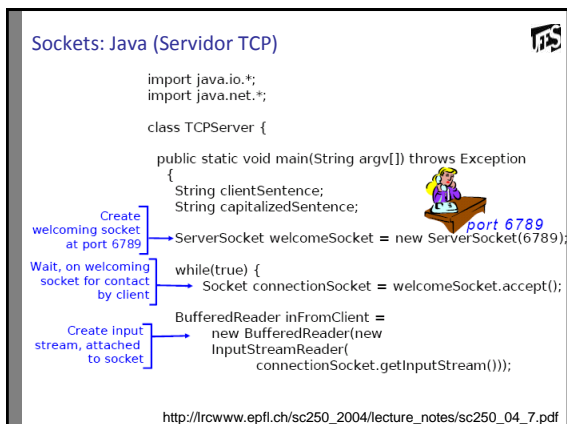 Sockets: Java (Servidor TCP)
import java.io.*;
import java.net.*;
class TCPServer {
public static void main(String argv[]) throws Exception
{
String clientSentence;
String capitalizedSentence;
port 6789
Create
welcoming socket
at port 6789
ServerSocket welcomeSocket = new ServerSocket(6789);
Wait, on welcoming
socket for contact
by client
while(true) {
Socket connectionSocket = welcomeSocket.accept();
Create input
stream, attached
to socket
BufferedReader inFromClient =
new BufferedReader(new
InputStreamReader(
connectionSocket.getInputStream()));
http://lrcwww.epfl.ch/sc250_2004/lecture_notes/sc250_04_7.pdf